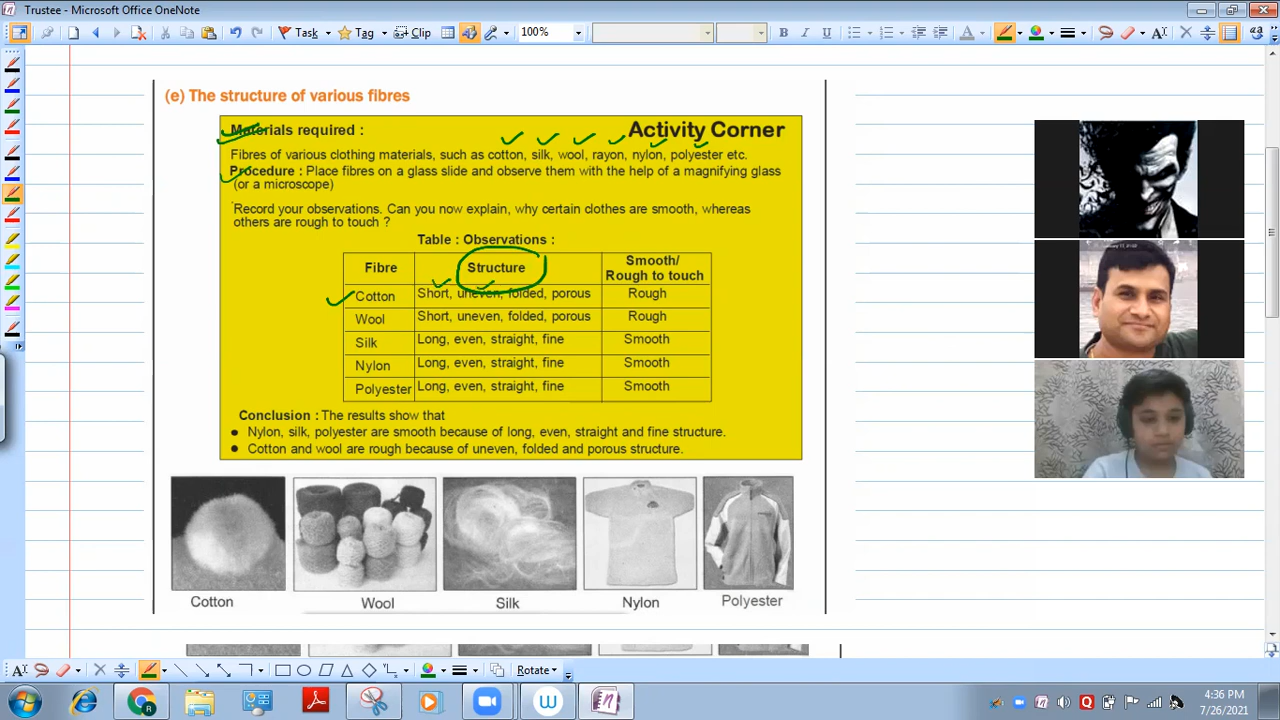 Trustee - Microsoft Office OneNote
Task
Tag
Clip
100%
B I U
(e) The structure of various fibres
Materials required :
Activity Corner
Fibres of various clothing materials, such as cotton, silk, wool, rayon, nylon, polyester etc.
Procedure : Place fibres on a glass slide and observe them with the help of a magnifying glass
(or a microscope)
Record your observations. Can you now explain, why certain clothes are smooth, whereas
others are rough to touch ?
Table : Observations :
Fibre Structure Smooth/
Rough to touch
Cotton Short, uneven, folded, porous Rough
Wool Short, uneven, folded, porous Rough
Silk Long, even, straight, fine Smooth
Nylon Long, even, straight, fine Smooth
Polyester Long, even, straight, fine Smooth
Conclusion : The results show that
Nylon, silk, polyester are smooth because of long, even, straight and fine structure.
Cotton and wool are rough because of uneven, folded and porous structure.
Cotton Wool Silk Nylon Polyester
Rotate
4:36 PM
7/26/2021